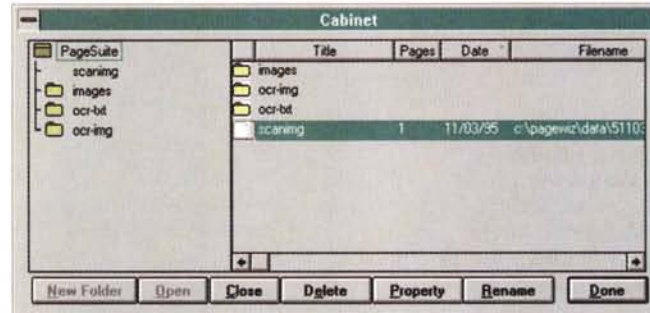 Cabinet
PageSuite
scanimg
images
ocr-txt
ocr-img
Title Pages Date Filename
images
ocr-img
ocr-txt
scanimg 1 11/03/95 c:\pagewiz\data\51103
New Folder Open Close Delete Property Rename Done